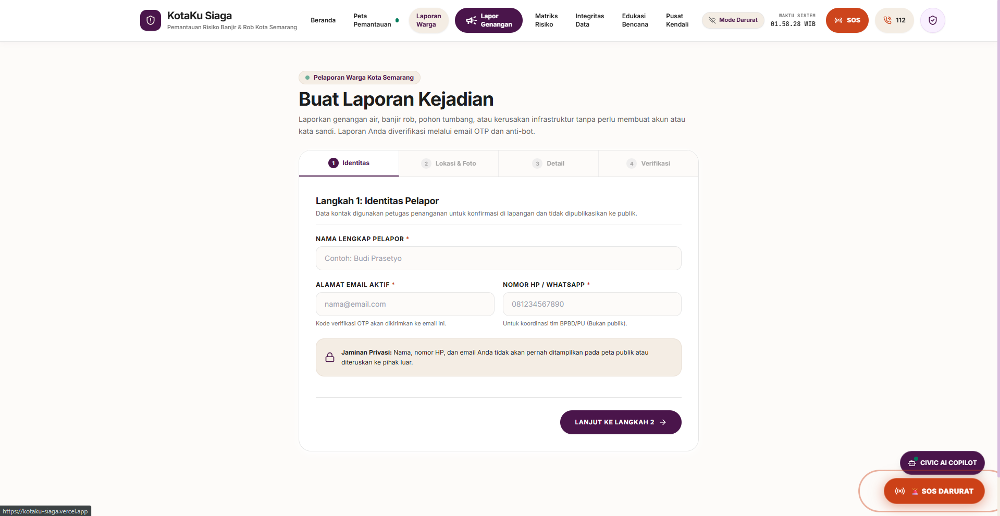 KotaKu Siaga
Pemantauan Risiko Banjir & Rob Kota Semarang
Beranda
Peta
Pemantauan
Laporan
Warga
Lapor
Genangan
Matriks
Risiko
Integritas
Data
Edukasi
Bencana
Pusat
Kendali
Mode Darurat
WAKTU SISTEM
01.58.28 WIB
SOS
112
Pelaporan Warga Kota Semarang
Buat Laporan Kejadian
Laporkan genangan air, banjir rob, pohon tumbang, atau kerusakan infrastruktur tanpa perlu membuat akun atau
kata sandi. Laporan Anda diverifikasi melalui email OTP dan anti-bot.
1 Identitas
2 Lokasi & Foto
3 Detail
4 Verifikasi
Langkah 1: Identitas Pelapor
Data kontak digunakan petugas penanganan untuk konfirmasi di lapangan dan tidak dipublikasikan ke publik.
NAMA LENGKAP PELAPOR *
Contoh: Budi Prasetyo
ALAMAT EMAIL AKTIF *
nama@email.com
Kode verifikasi OTP akan dikirimkan ke email ini.
NOMOR HP / WHATSAPP *
081234567890
Untuk koordinasi tim BPBD/PU (Bukan publik).
Jaminan Privasi: Nama, nomor HP, dan email Anda tidak akan pernah ditampilkan pada peta publik atau
diteruskan ke pihak luar.
LANJUT KE LANGKAH 2 →
CIVIC AI COPILOT
🚨 SOS DARURAT
https://kotaku-siaga.vercel.app